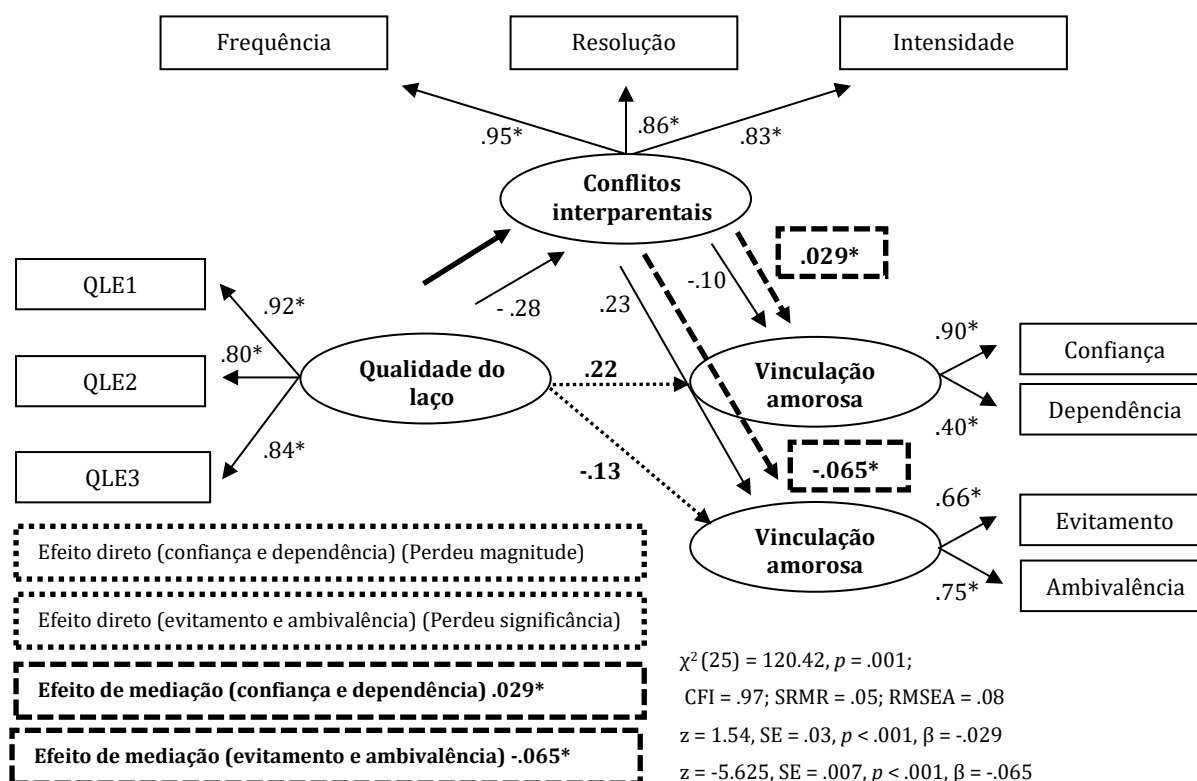 Frequência
Resolução
Intensidade
.95*
.86*
.83*
Conflitos
interparentais
.029*
QLE1
.92*
- .28
.23
-.10
QLE2
.80*
Qualidade do
laço
.22
Vinculação
amorosa
.90*
Confiança
Dependência
.40*
QLE3
.84*
-.13
-.065*
.66*
Evitamento
Vinculação
amorosa
.75*
Ambivalência
Efeito direto (confiança e dependência) (Perdeu magnitude)
Efeito direto (evitamento e ambivalência) (Perdeu significância)
Efeito de mediação (confiança e dependência) .029*
Efeito de mediação (evitamento e ambivalência) -.065*
χ² (25) = 120.42, p = .001;
CFI = .97; SRMR = .05; RMSEA = .08
z = 1.54, SE = .03, p < .001, β = -.029
z = -5.625, SE = .007, p < .001, β = -.065